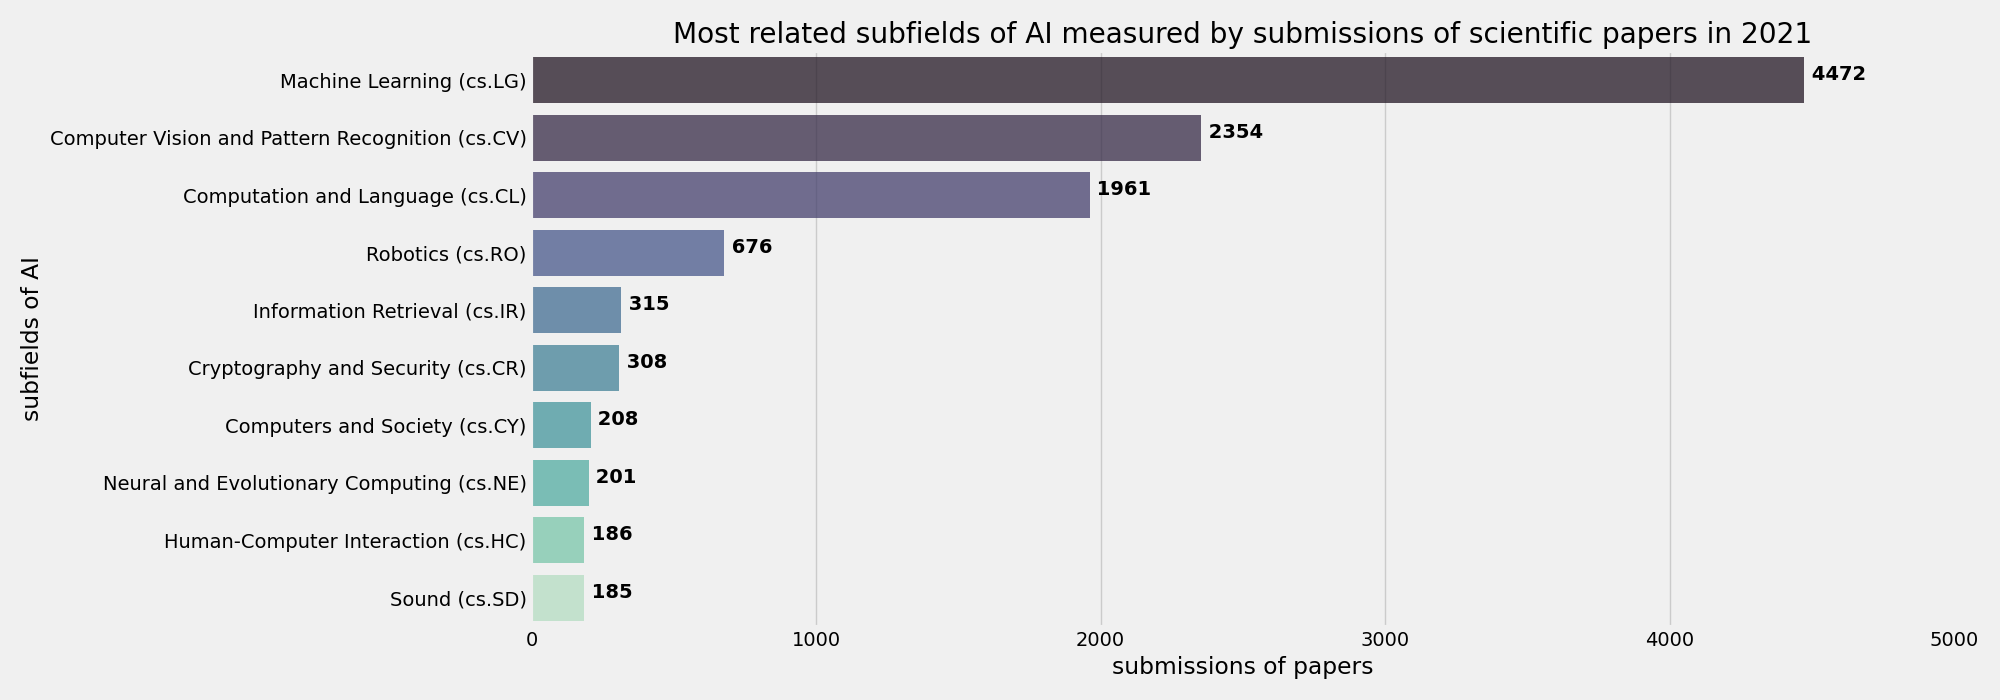 Most related subfields of AI measured by submissions of scientific papers in 2021
Machine Learning (cs.LG) 4472
Computer Vision and Pattern Recognition (cs.CV) 2354
Computation and Language (cs.CL) 1961
Robotics (cs.RO) 676
Information Retrieval (cs.IR) 315
Cryptography and Security (cs.CR) 308
Computers and Society (cs.CY) 208
Neural and Evolutionary Computing (cs.NE) 201
Human-Computer Interaction (cs.HC) 186
Sound (cs.SD) 185
subfields of AI
0 1000 2000 3000 4000 5000
submissions of papers